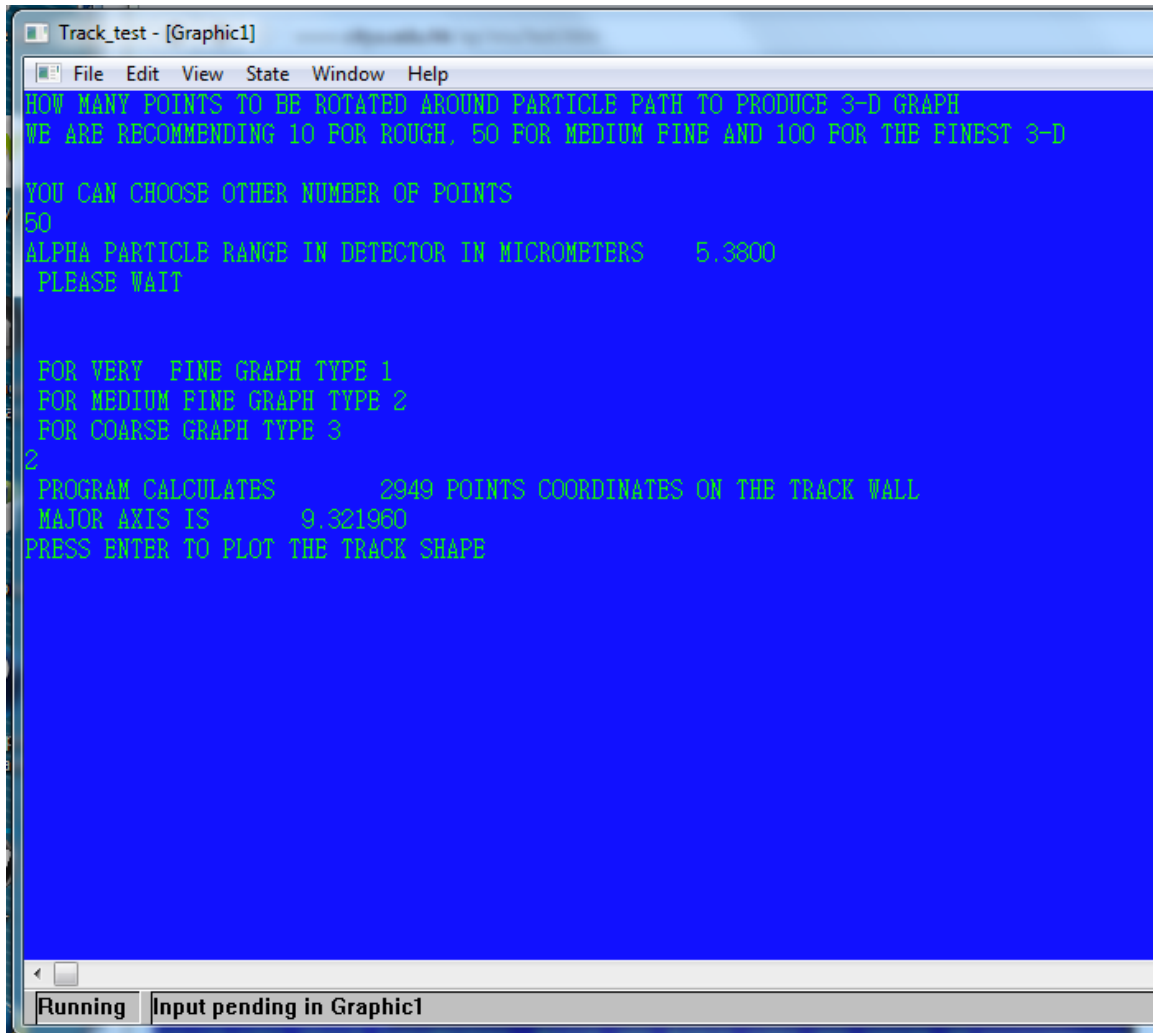 Track_test - [Graphic1]
File Edit View State Window Help
HOW MANY POINTS TO BE ROTATED AROUND PARTICLE PATH TO PRODUCE 3-D GRAPH
WE ARE RECOMMENDING 10 FOR ROUGH, 50 FOR MEDIUM FINE AND 100 FOR THE FINEST 3-D
YOU CAN CHOOSE OTHER NUMBER OF POINTS
50
ALPHA PARTICLE RANGE IN DETECTOR IN MICROMETERS 5.3800
PLEASE WAIT
FOR VERY FINE GRAPH TYPE 1
FOR MEDIUM FINE GRAPH TYPE 2
FOR COARSE GRAPH TYPE 3
2
PROGRAM CALCULATES 2949 POINTS COORDINATES ON THE TRACK WALL
MAJOR AXIS IS 9.321960
PRESS ENTER TO PLOT THE TRACK SHAPE
Running Input pending in Graphic1